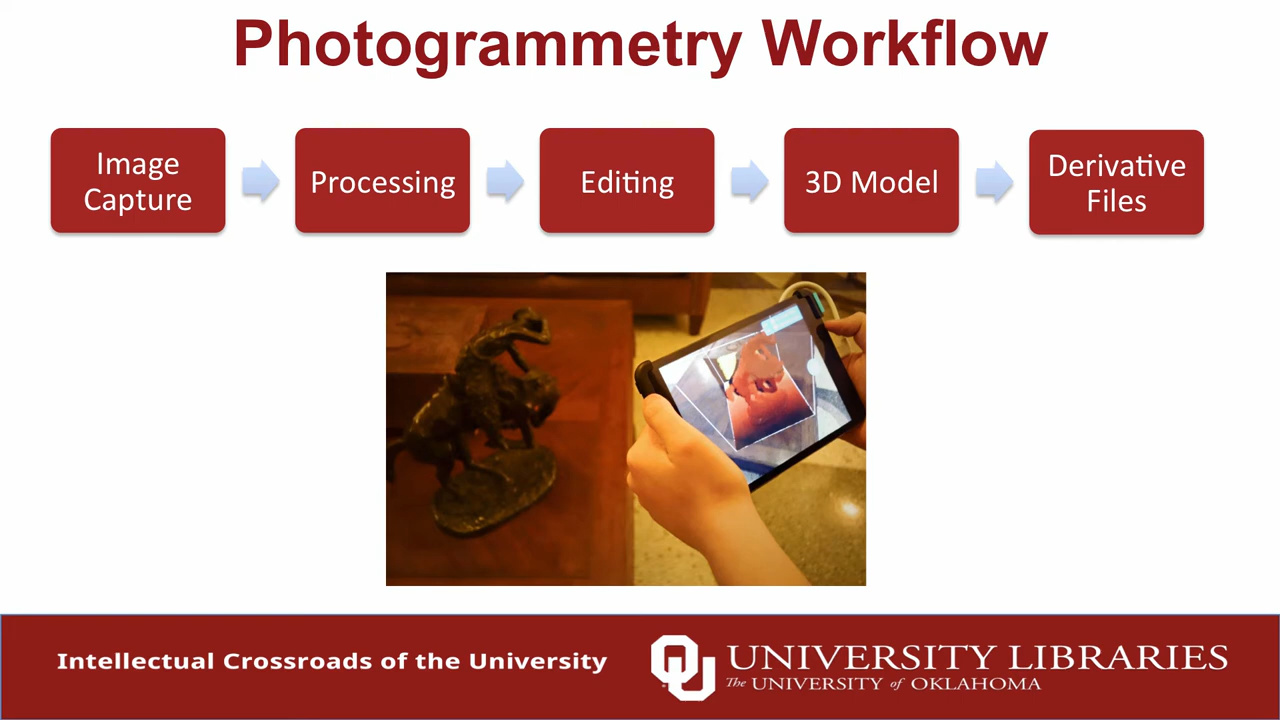 Photogrammetry Workflow
Image
Capture
Processing
Editing
3D Model
Derivative
Files
Intellectual Crossroads of the University
OU
UNIVERSITY LIBRARIES
The UNIVERSITY of OKLAHOMA